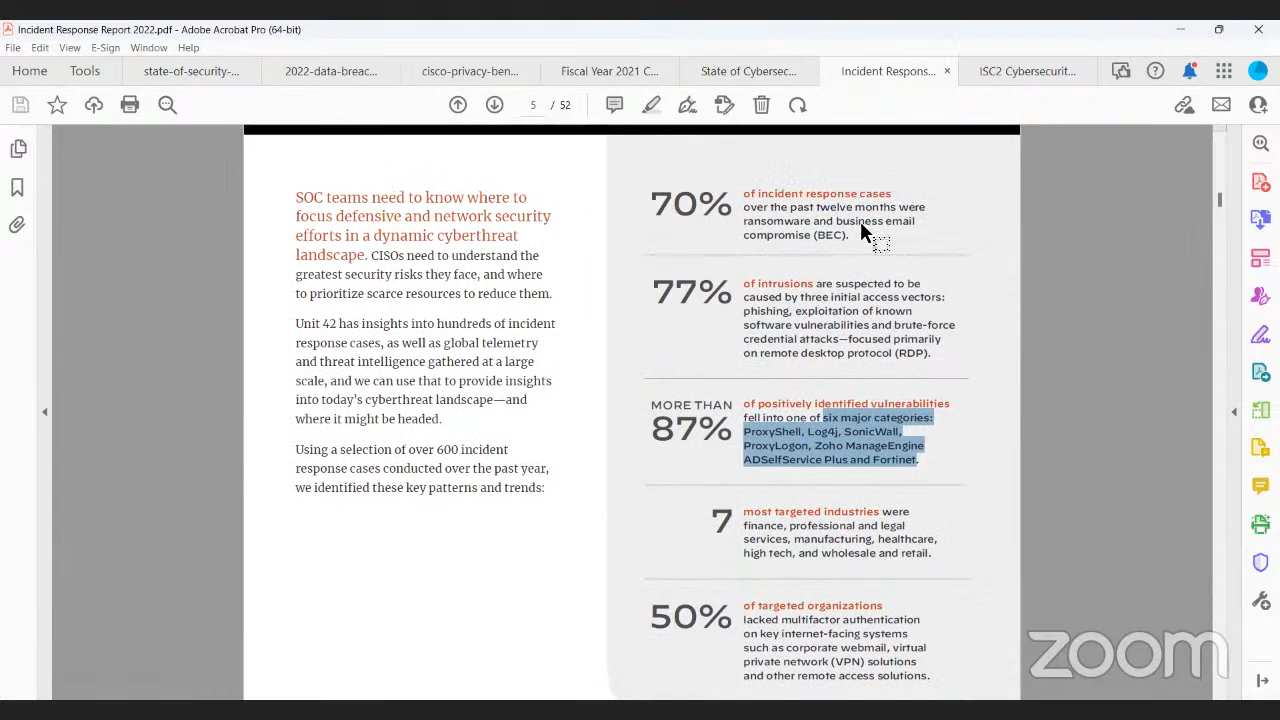 Incident Response Report 2022.pdf - Adobe Acrobat Pro (64-bit)
File Edit View E-Sign Window Help
Home Tools state-of-security-... 2022-data-breac... cisco-privacy-ben... Fiscal Year 2021 C... State of Cybersec... Incident Respons... × ISC2 Cybersecurit...
5 / 52
SOC teams need to know where to
focus defensive and network security
efforts in a dynamic cyberthreat
landscape. CISOs need to understand the
greatest security risks they face, and where
to prioritize scarce resources to reduce them.
Unit 42 has insights into hundreds of incident
response cases, as well as global telemetry
and threat intelligence gathered at a large
scale, and we can use that to provide insights
into today's cyberthreat landscape—and
where it might be headed.
Using a selection of over 600 incident
response cases conducted over the past year,
we identified these key patterns and trends:
70%
of incident response cases
over the past twelve months were
ransomware and business email
compromise (BEC).
77%
of intrusions are suspected to be
caused by three initial access vectors:
phishing, exploitation of known
software vulnerabilities and brute-force
credential attacks—focused primarily
on remote desktop protocol (RDP).
MORE THAN
87%
of positively identified vulnerabilities
fell into one of six major categories:
ProxyShell, Log4j, SonicWall,
ProxyLogon, Zoho ManageEngine
ADSelfService Plus and Fortinet.
7
most targeted industries were
finance, professional and legal
services, manufacturing, healthcare,
high tech, and wholesale and retail.
50%
of targeted organizations
lacked multifactor authentication
on key internet-facing systems
such as corporate webmail, virtual
private network (VPN) solutions
and other remote access solutions.
zoom